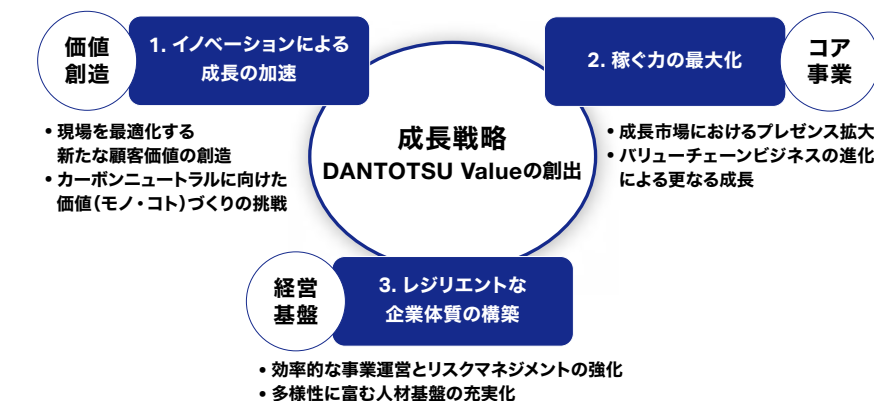 価値
創造
1. イノベーションによる
成長の加速
• 現場を最適化する
新たな顧客価値の創造
• カーボンニュートラルに向けた
価値（モノ・コト）づくりの挑戦
2. 稼ぐ力の最大化
コア
事業
• 成長市場におけるプレゼンス拡大
• バリューチェーンビジネスの進化
による更なる成長
成長戦略
DANTOTSU Valueの創出
経営
基盤
3. レジリエントな
企業体質の構築
• 効率的な事業運営とリスクマネジメントの強化
• 多様性に富む人材基盤の充実化